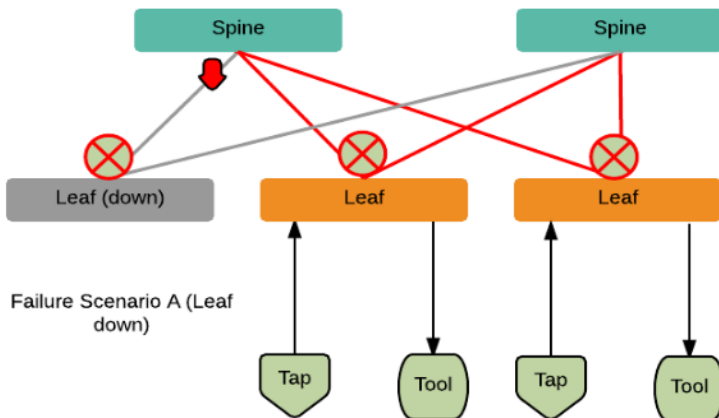 Spine
Spine
Leaf (down)
Leaf
Leaf
Failure Scenario A (Leaf
down)
Tap
Tool
Tap
Tool